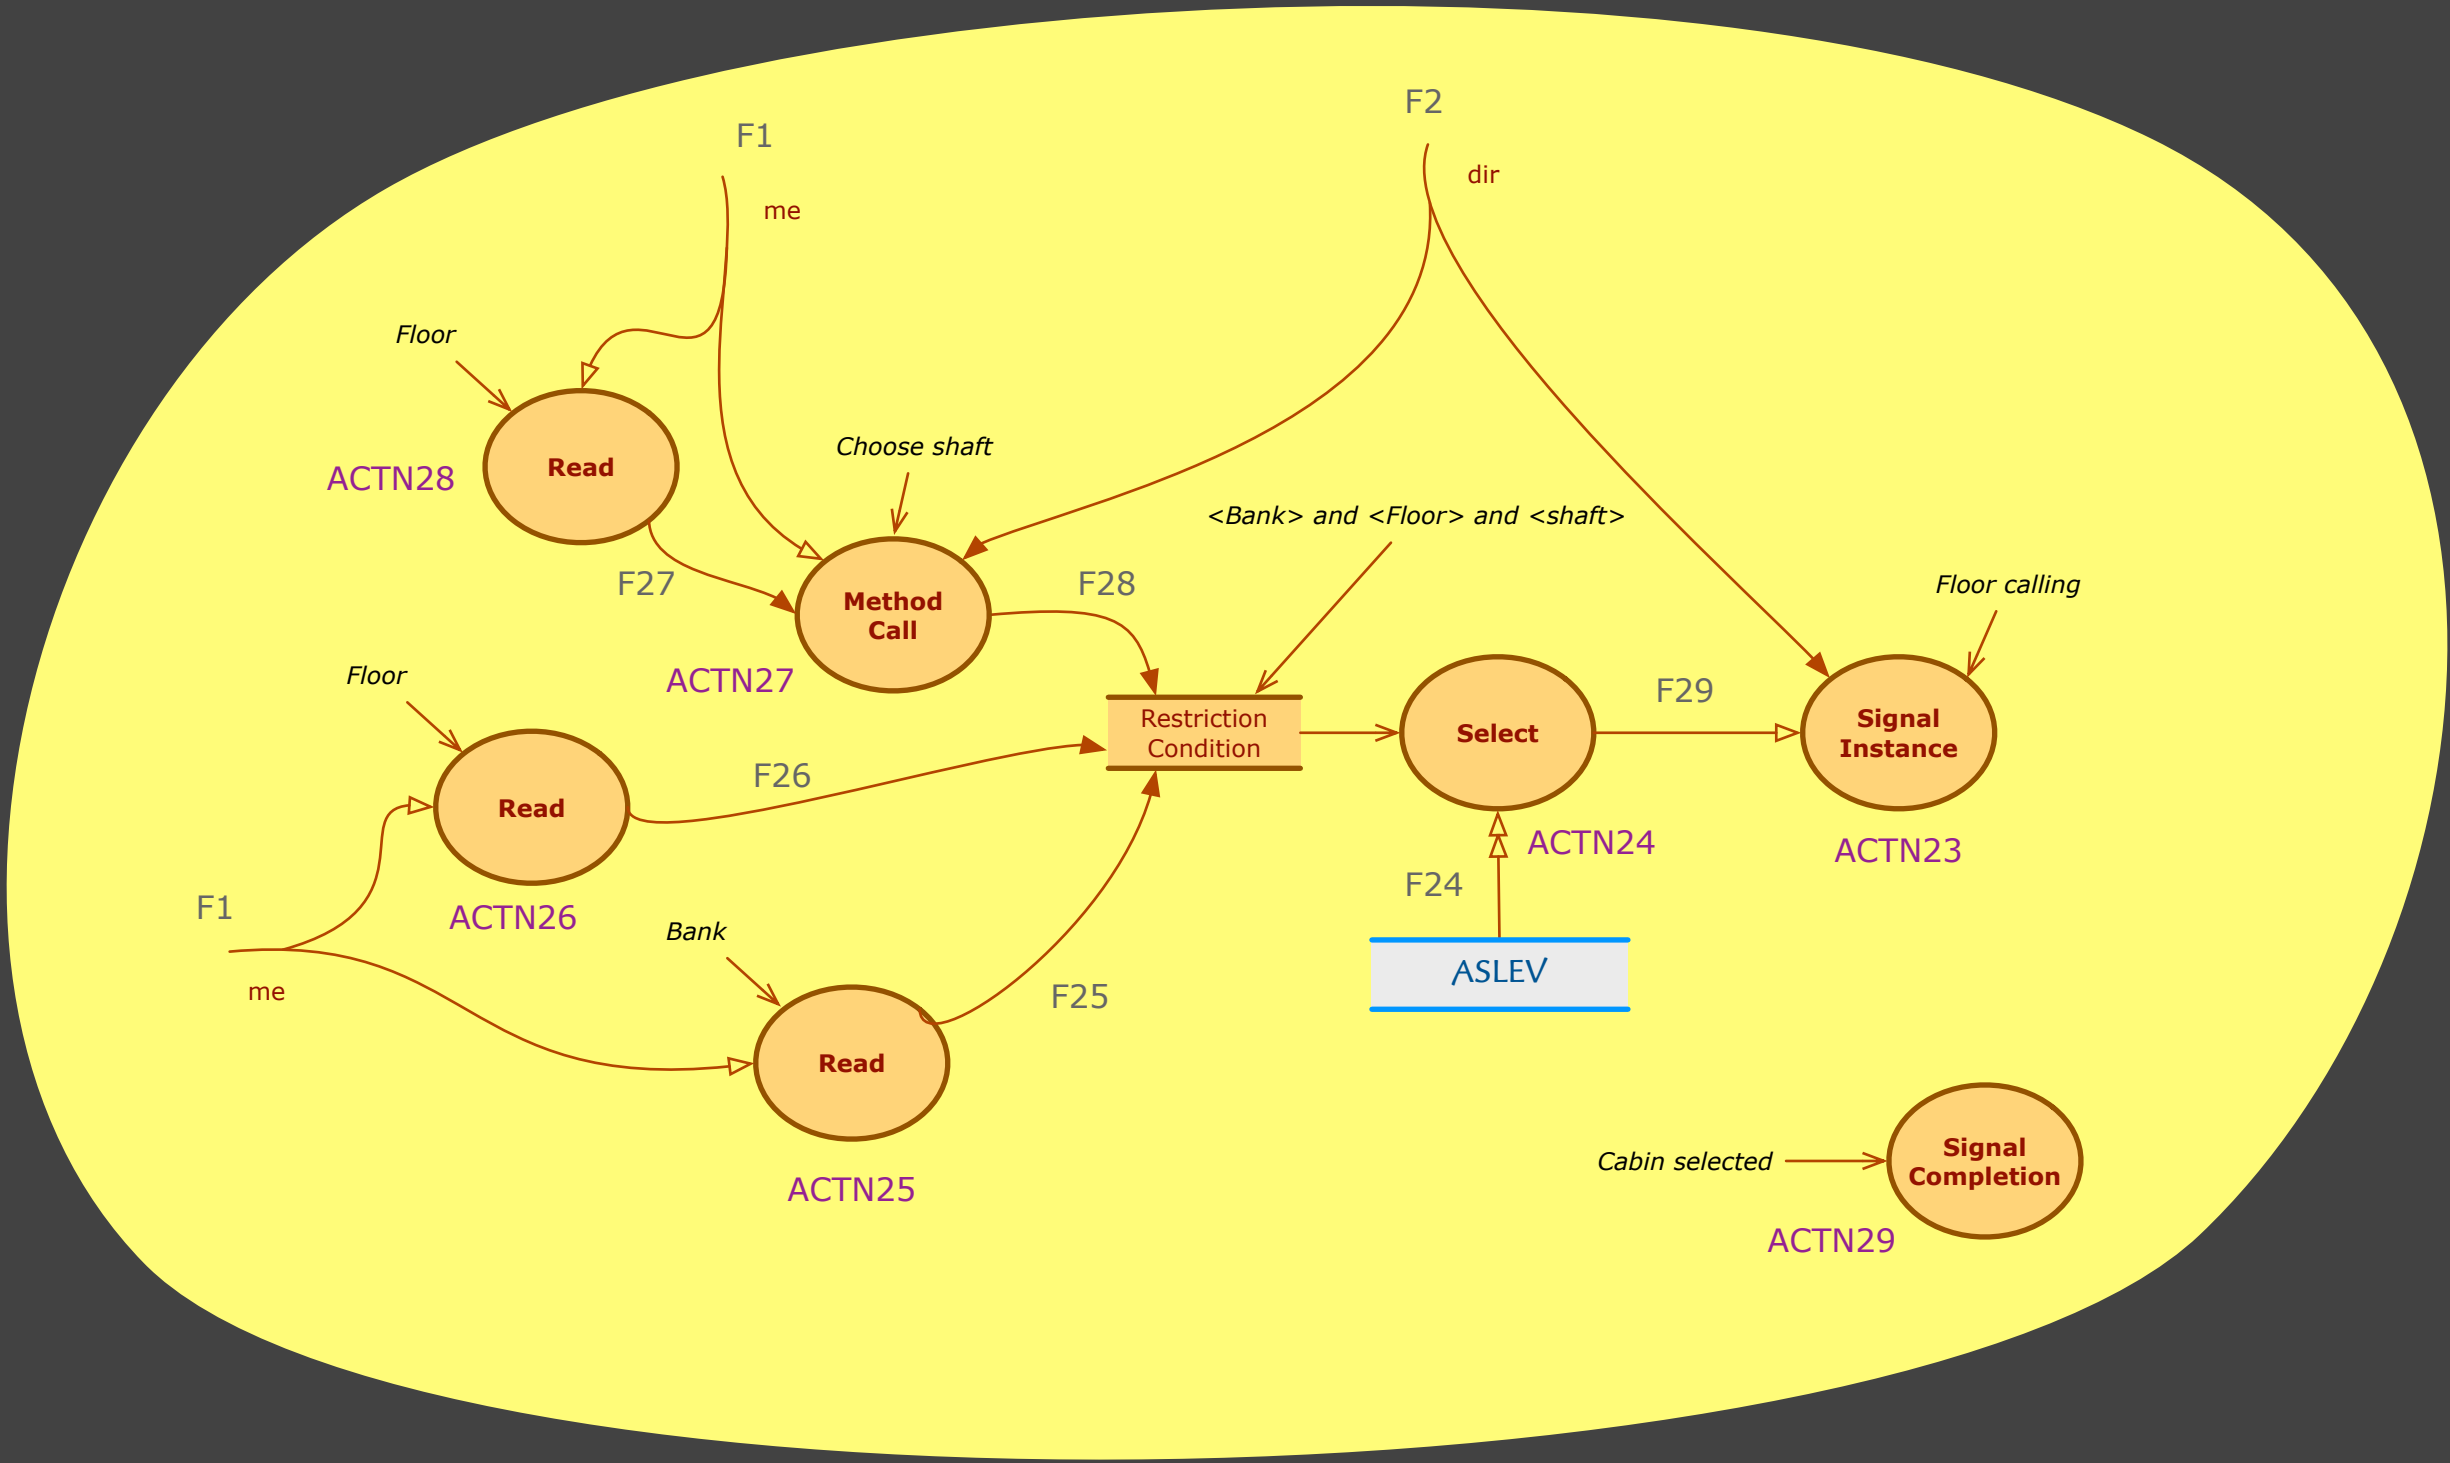 F2
F1
dir
me
Floor
Choose shaft
Read
ACTN28
<Bank> and <Floor> and <shaft>
F27
F28
Floor calling
Method
Call
Floor
ACTN27
F29
Restriction
Condition
Select
Signal
Instance
F26
Read
ACTN24
ACTN23
F24
F1
ACTN26
Bank
ASLEV
me
F25
Read
Cabin selected
Signal
Completion
ACTN25
ACTN29